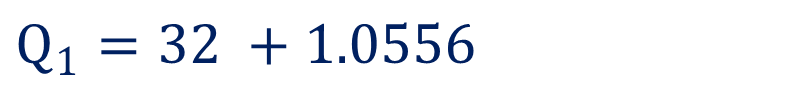 Q₁ = 32 + 1.0556